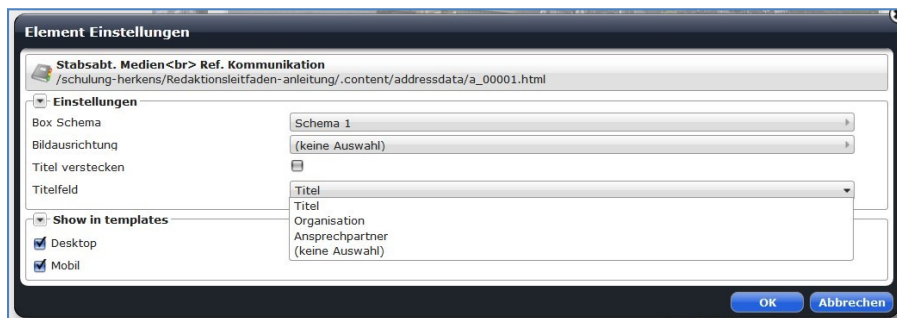 Element Einstellungen
Stabsabt. Medien<br> Ref. Kommunikation
/schulung-herkens/Redaktionsleitfaden-anleitung/.content/addressdata/a_00001.html
Einstellungen
Box Schema
Schema 1
Bildausrichtung
(keine Auswahl)
Titel verstecken
Titelfeld
Titel
Titel
Organisation
Ansprechpartner
(keine Auswahl)
Show in templates
Desktop
Mobil
OK
Abbrechen